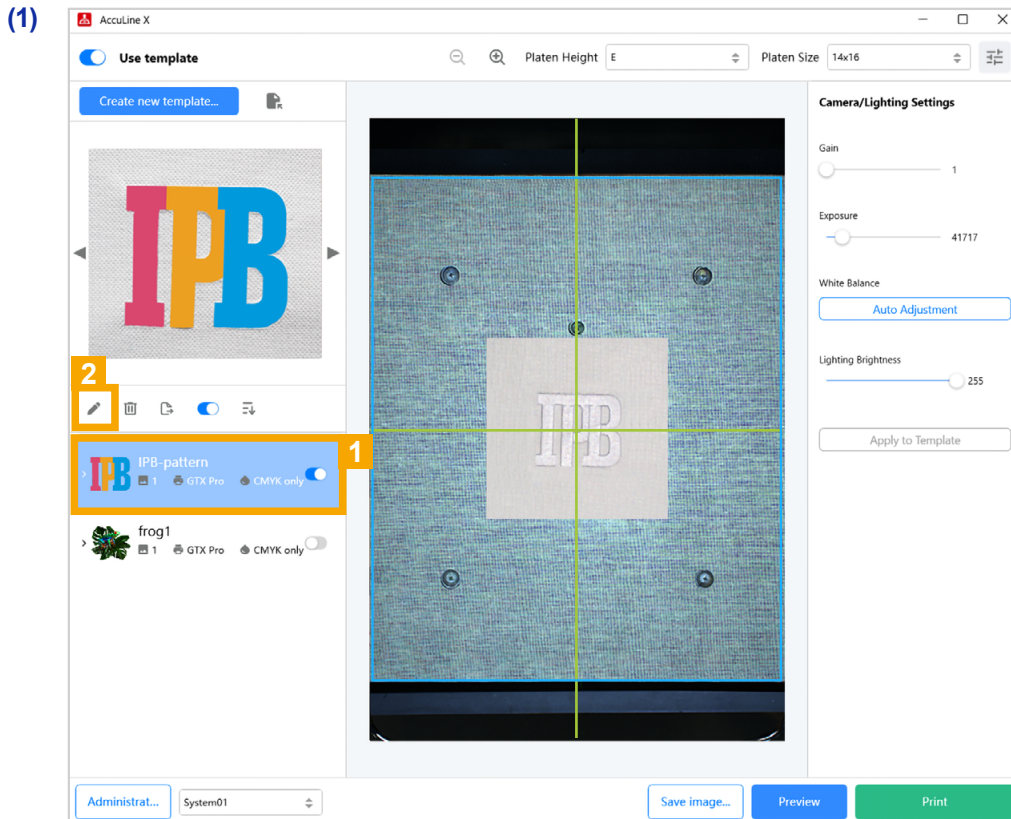 (1)
AccuLine X
Use template
Platen Height E
Platen Size 14x16
Create new template...
IPB
2
IPB IPB-pattern
1 GTX Pro CMYK only
1
frog1
1 GTX Pro CMYK only
IPB
Camera/Lighting Settings
Gain
1
Exposure
41717
White Balance
Auto Adjustment
Lighting Brightness
255
Apply to Template
Administrat...
System01
Save image...
Preview
Print